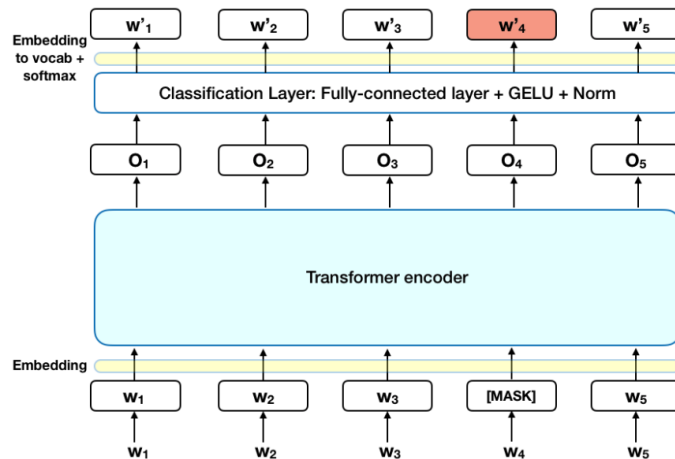 w'₁ w'₂ w'₃ w'₄ w'₅
Embedding
to vocab +
softmax
Classification Layer: Fully-connected layer + GELU + Norm
O₁ O₂ O₃ O₄ O₅
Transformer encoder
Embedding
w₁ w₂ w₃ [MASK] w₅
w₁ w₂ w₃ w₄ w₅